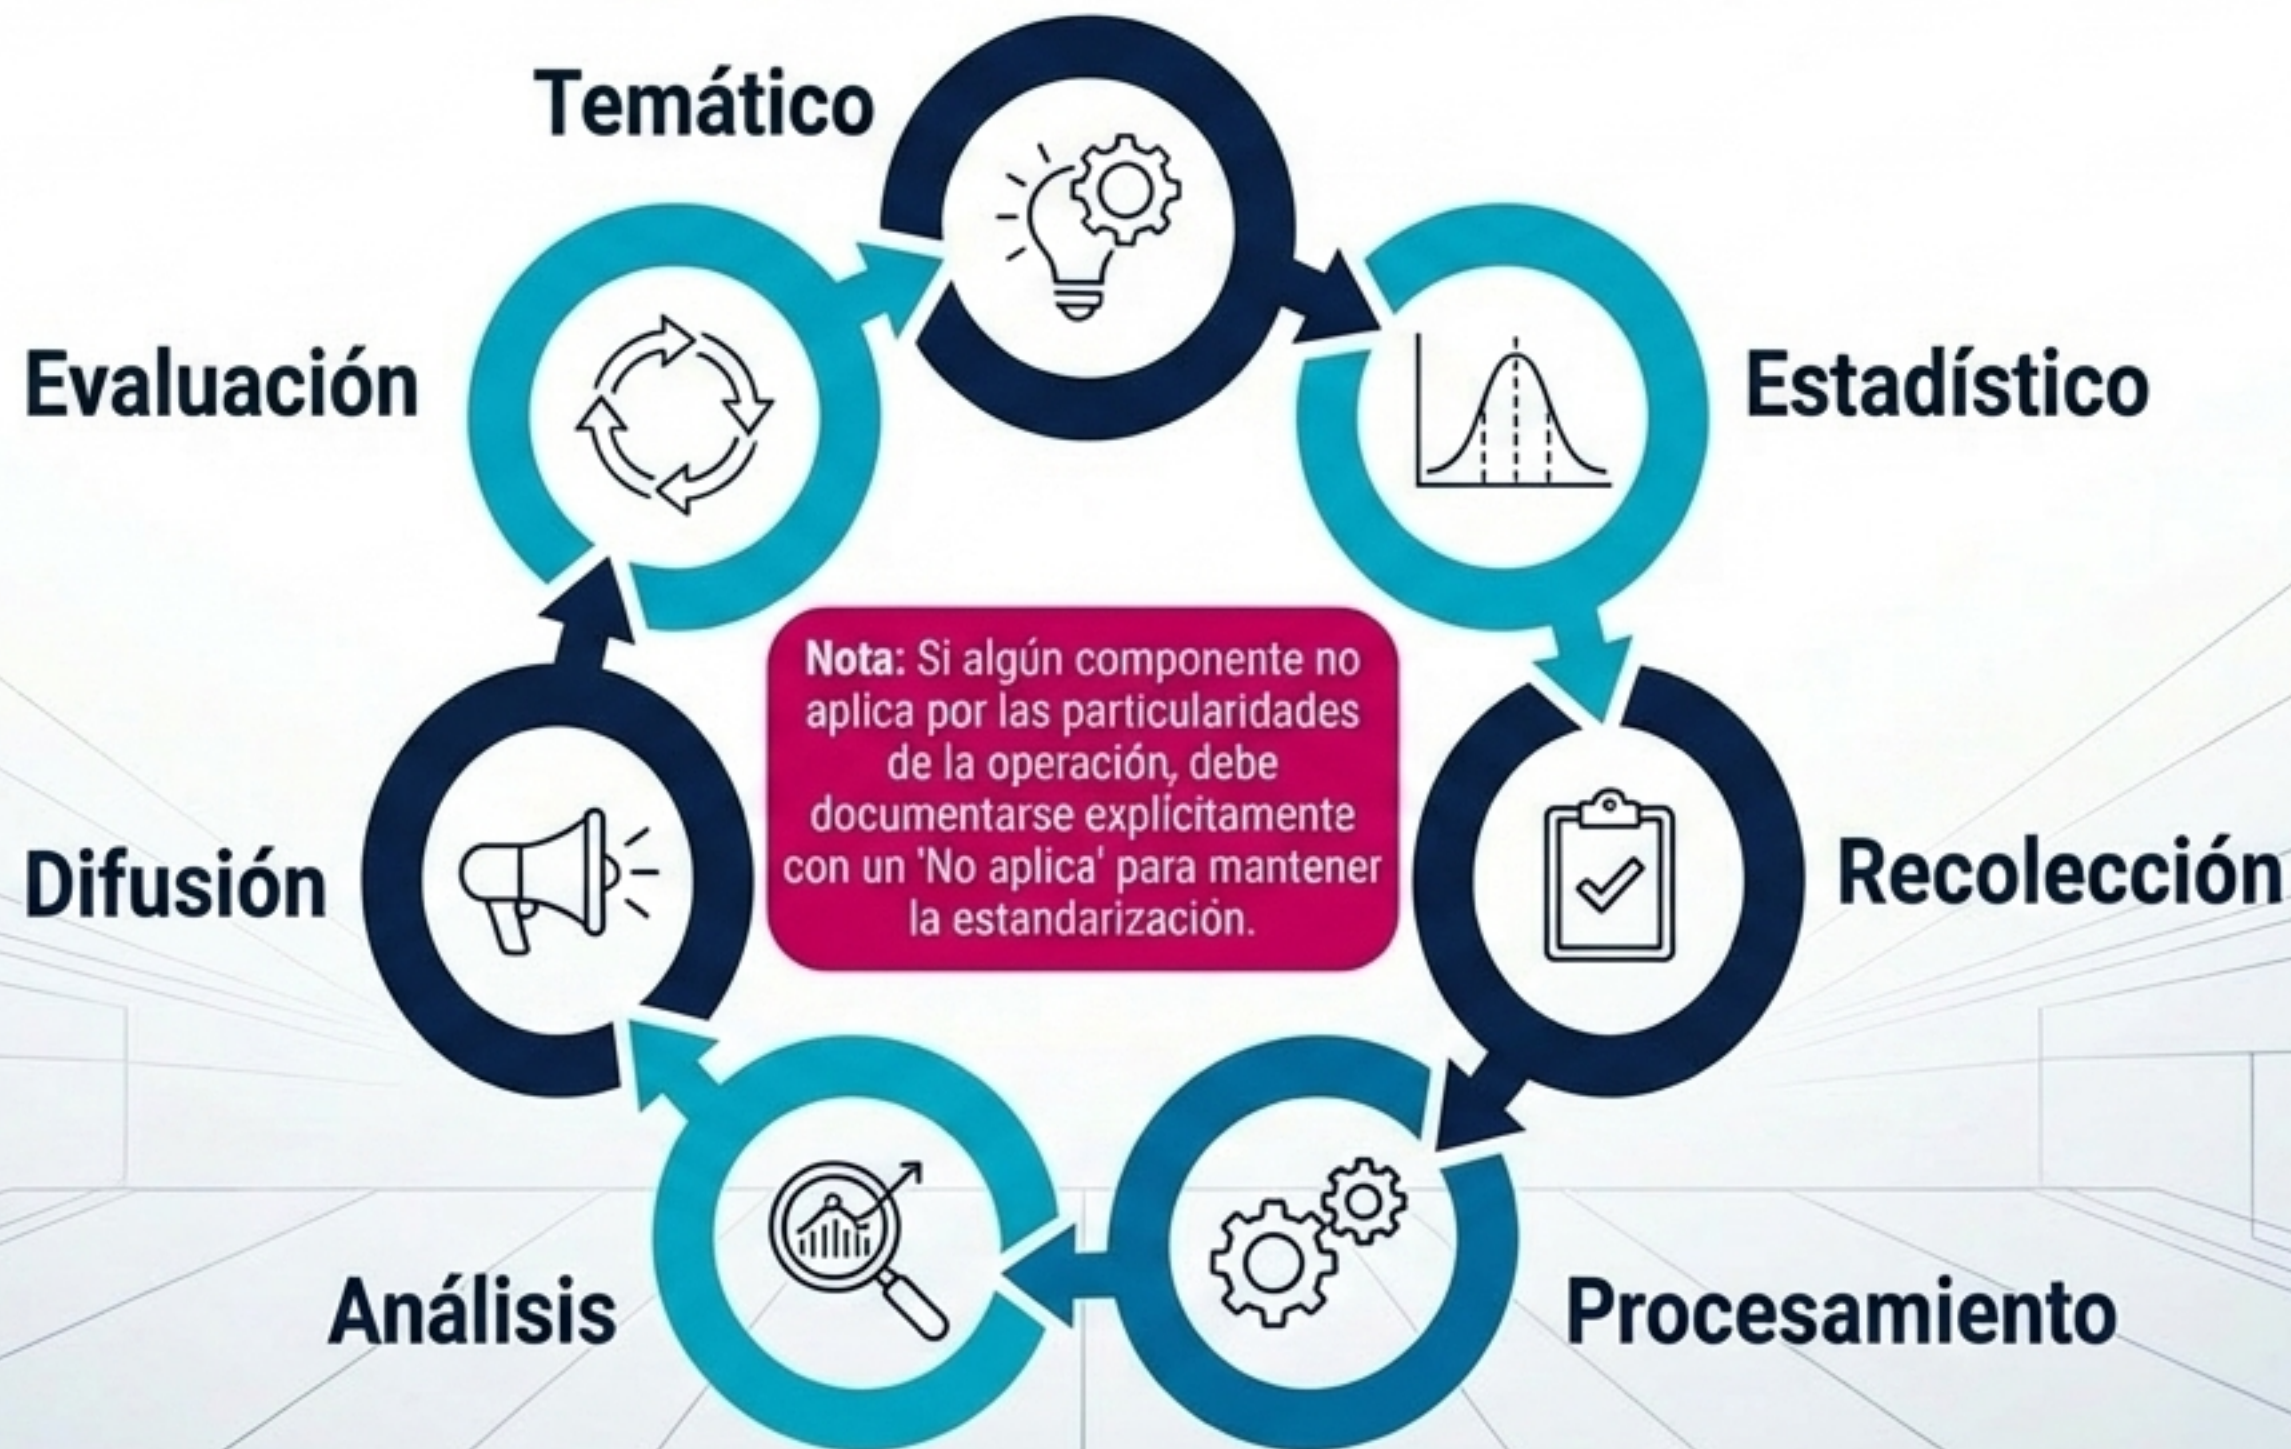 Temático
Estadístico
Recolección
Procesamiento
Análisis
Difusión
Evaluación
Nota: Si algún componente no
aplica por las particularidades
de la operación, debe
documentarse explícitamente
con un 'No aplica' para mantener
la estandarización.